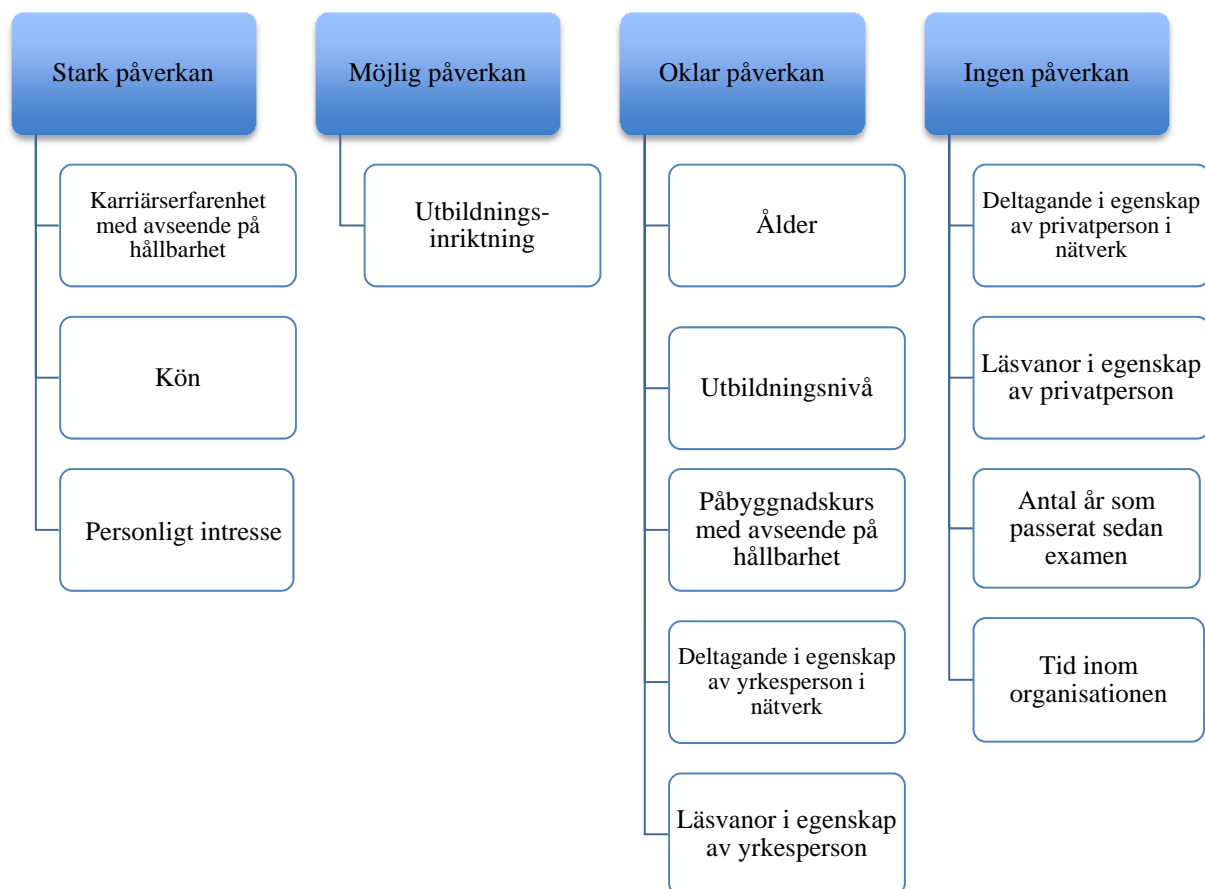 Stark påverkan
Karriärserfarenhet
med avseende på
hållbarhet
Kön
Personligt intresse
Möjlig påverkan
Utbildnings-
inriktning
Oklar påverkan
Ålder
Utbildningsnivå
Påbyggnadskurs
med avseende på
hållbarhet
Deltagande i egenskap
av yrkesperson i
nätverk
Läsvanor i egenskap
av yrkesperson
Ingen påverkan
Deltagande i egenskap
av privatperson i
nätverk
Läsvanor i egenskap
av privatperson
Antal år som
passerat sedan
examen
Tid inom
organisationen